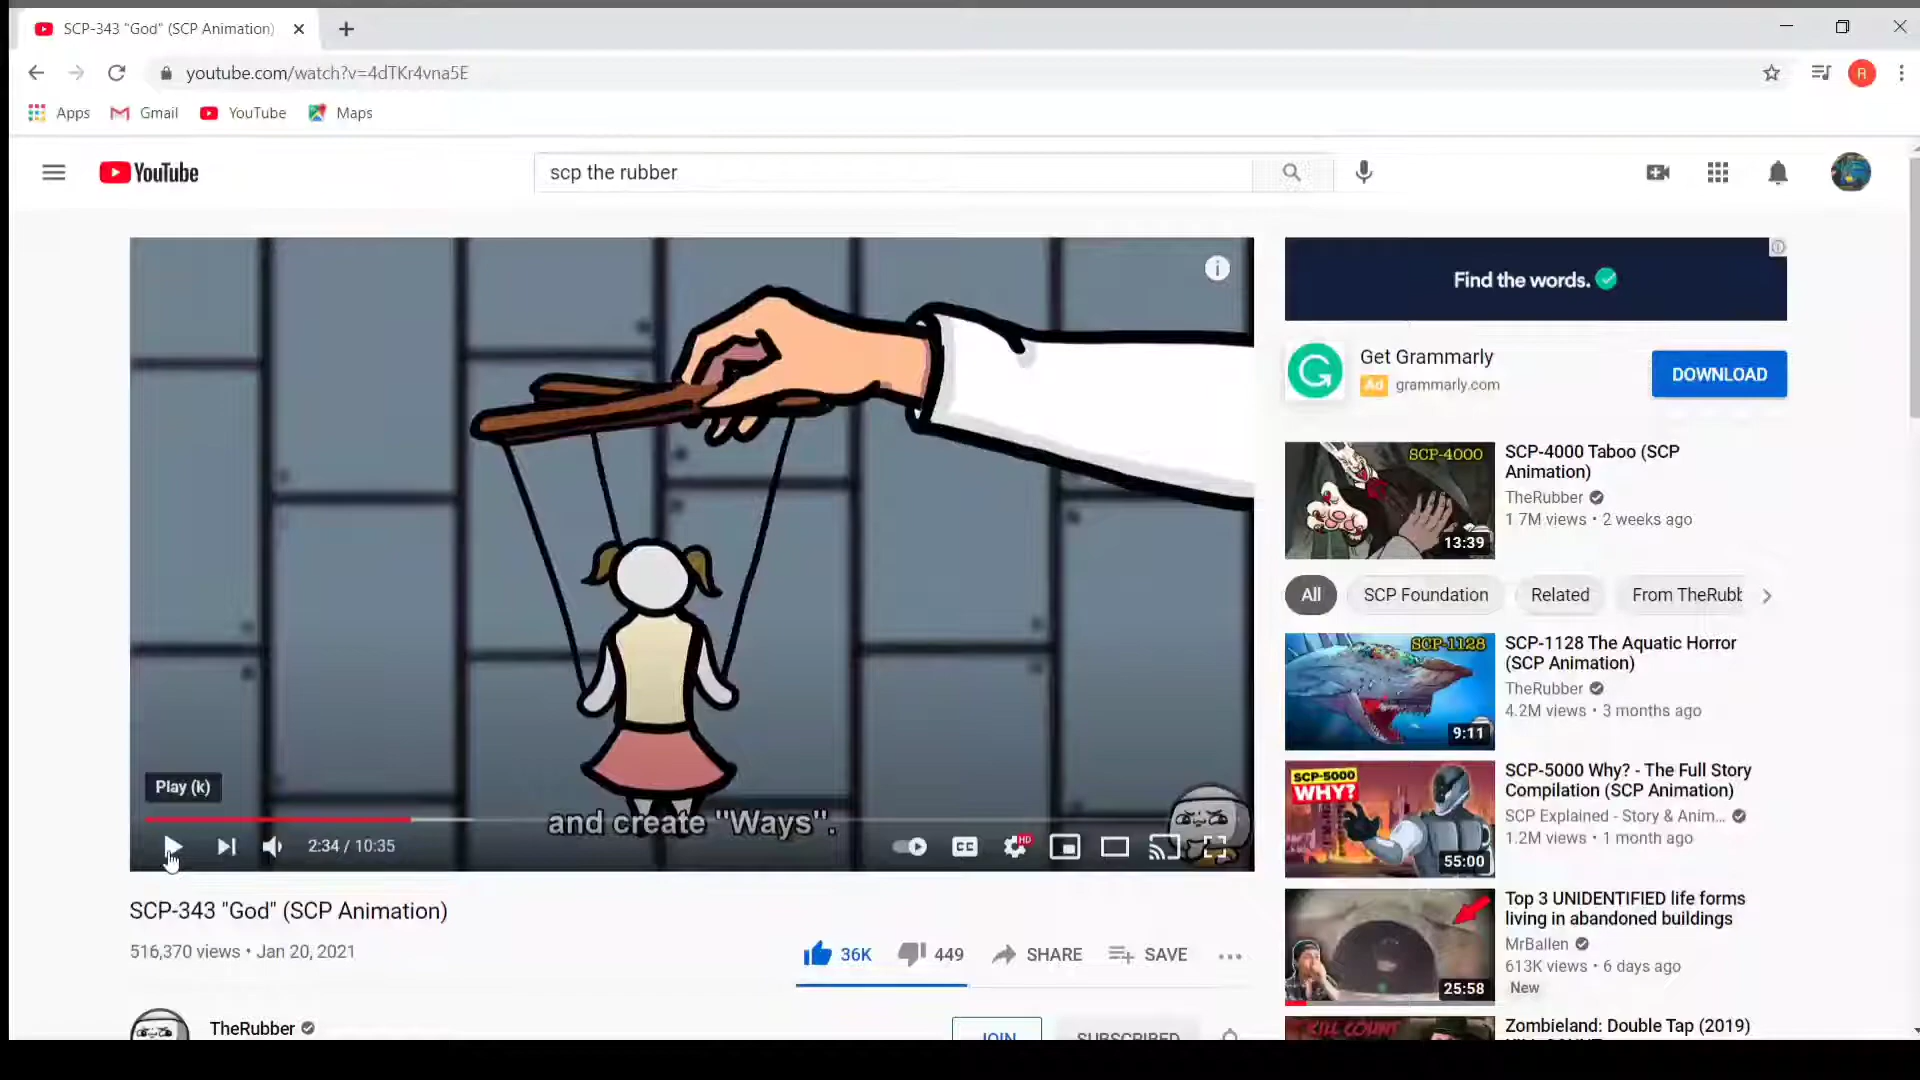 SCP-343 "God" (SCP Animation)
youtube.com/watch?v=4dTKr4vna5E
R
Apps Gmail YouTube Maps
YouTube
scp the rubber
Find the words.
Get Grammarly
Ad grammarly.com
DOWNLOAD
SCP-4000
13:39
SCP-4000 Taboo (SCP
Animation)
TheRubber
1 7M views • 2 weeks ago
All SCP Foundation Related From TheRubb
SCP-1128
9:11
SCP-1128 The Aquatic Horror
(SCP Animation)
TheRubber
4.2M views • 3 months ago
SCP-5000
WHY?
55:00
SCP-5000 Why? - The Full Story
Compilation (SCP Animation)
SCP Explained - Story & Anim...
1.2M views • 1 month ago
25:58
Top 3 UNIDENTIFIED life forms
living in abandoned buildings
MrBallen
613K views • 6 days ago
New
KILL COUNT
Zombieland: Double Tap (2019)
Play (k)
and create "Ways".
2:34 / 10:35
CC
HD
SCP-343 "God" (SCP Animation)
516,370 views • Jan 20, 2021
36K 449 SHARE SAVE
TheRubber
JOIN
SUBSCRIBED